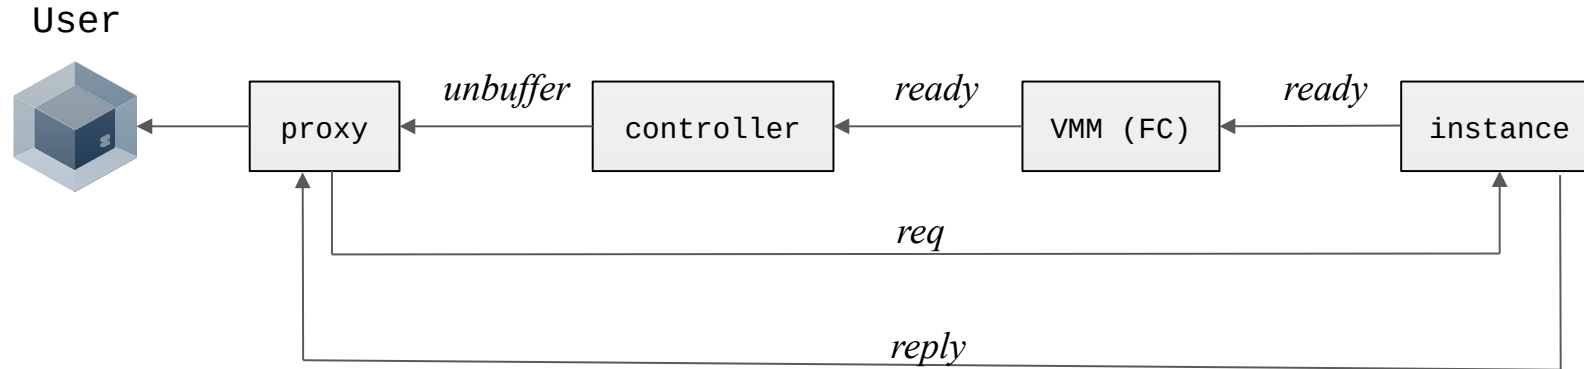 User
unbuffer
ready
ready
proxy
controller
VMM (FC)
instance
req
reply